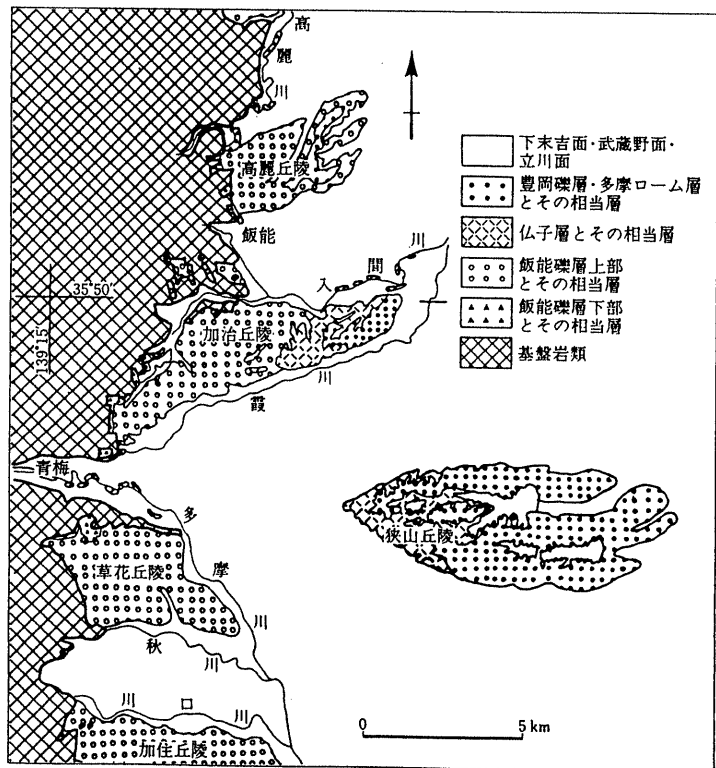 高麗川
高麗丘陵
飯能
入間川
35°50′
139°15′
加治丘陵
霞川
青梅
多摩川
草花丘陵
秋川
川口川
加住丘陵
狭山丘陵
下末吉面・武蔵野面・
立川面
豊岡礫層・多摩ローム層
とその相当層
仏子層とその相当層
飯能礫層上部
とその相当層
飯能礫層下部
とその相当層
基盤岩類
0 5 km